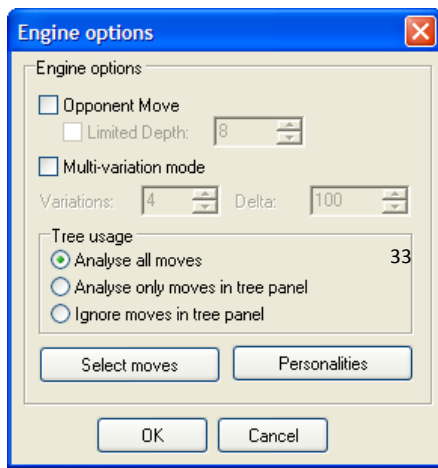 Engine options
Engine options
Opponent Move
Limited Depth: 8
Multi-variation mode
Variations: 4 Delta: 100
Tree usage
Analyse all moves 33
Analyse only moves in tree panel
Ignore moves in tree panel
Select moves Personalities
OK Cancel